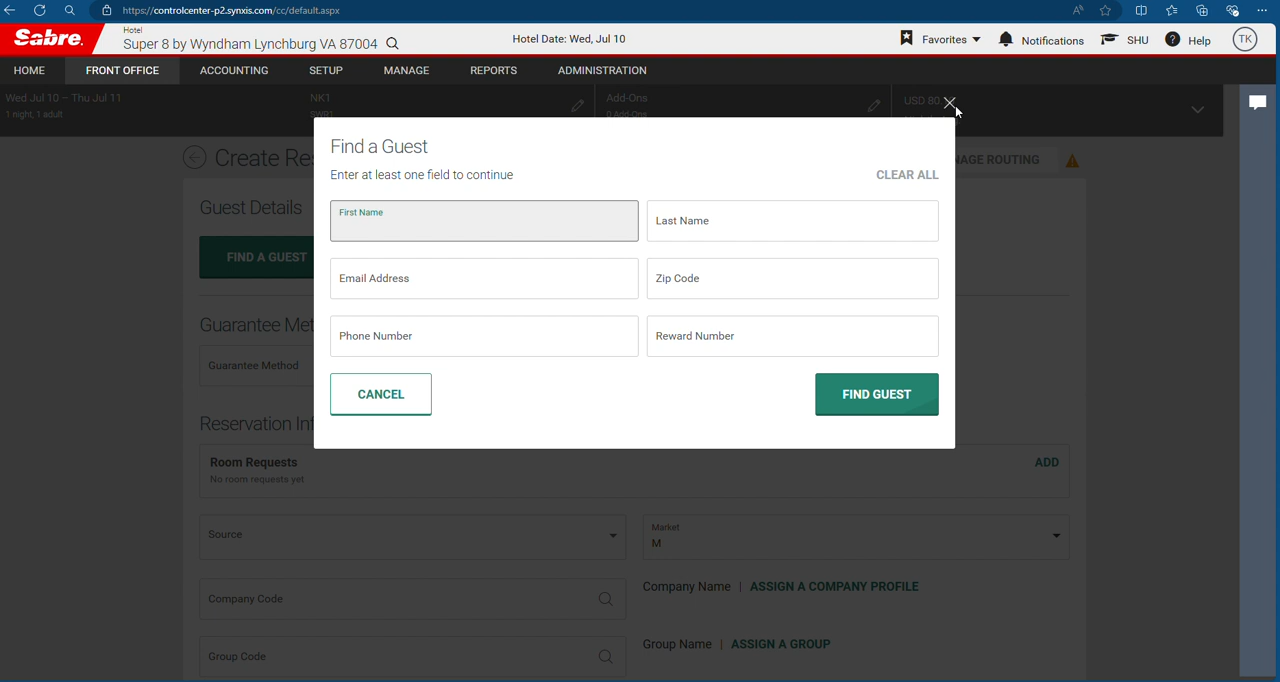 https://controlcenter-p2.synxis.com/cc/default.aspx
Sabre.
Hotel
Super 8 by Wyndham Lynchburg VA 87004
Hotel Date: Wed, Jul 10
Favorites
Notifications
SHU
Help
TK
HOME
FRONT OFFICE
ACCOUNTING
SETUP
MANAGE
REPORTS
ADMINISTRATION
Wed Jul 10 – Thu Jul 11
1 night, 1 adult
NK1
SWR1
Add-Ons
0 Add-Ons
USD 80
Create Res
NAGE ROUTING
Guest Details
FIND A GUEST
Guarantee Met
Guarantee Method
Reservation Inf
Room Requests
No room requests yet
ADD
Source
Market
M
Company Code
Company Name | ASSIGN A COMPANY PROFILE
Group Code
Group Name | ASSIGN A GROUP
Find a Guest
Enter at least one field to continue
CLEAR ALL
First Name
Last Name
Email Address
Zip Code
Phone Number
Reward Number
CANCEL
FIND GUEST